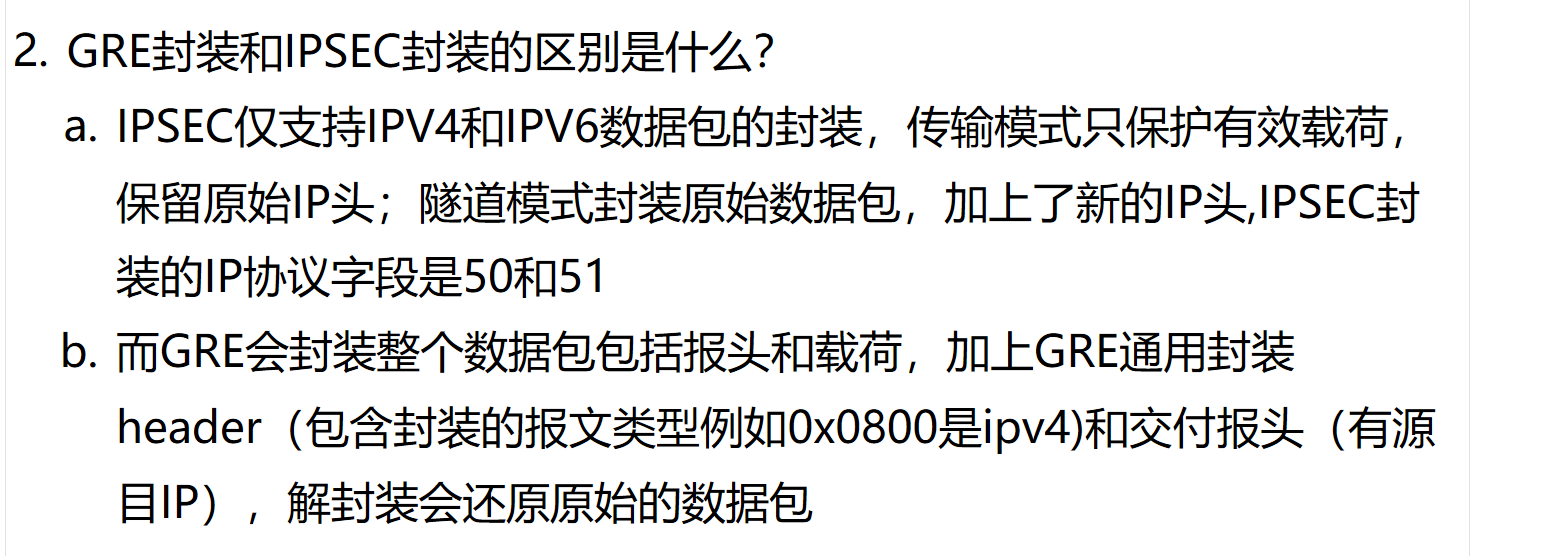 2. GRE封装和IPSEC封装的区别是什么？
a. IPSEC仅支持IPV4和IPV6数据包的封装，传输模式只保护有效载荷，
保留原始IP头；隧道模式封装原始数据包，加上了新的IP头,IPSEC封
装的IP协议字段是50和51
b. 而GRE会封装整个数据包包括报头和载荷，加上GRE通用封装
header（包含封装的报文类型例如0x0800是ipv4)和交付报头（有源
目IP），解封装会还原原始的数据包